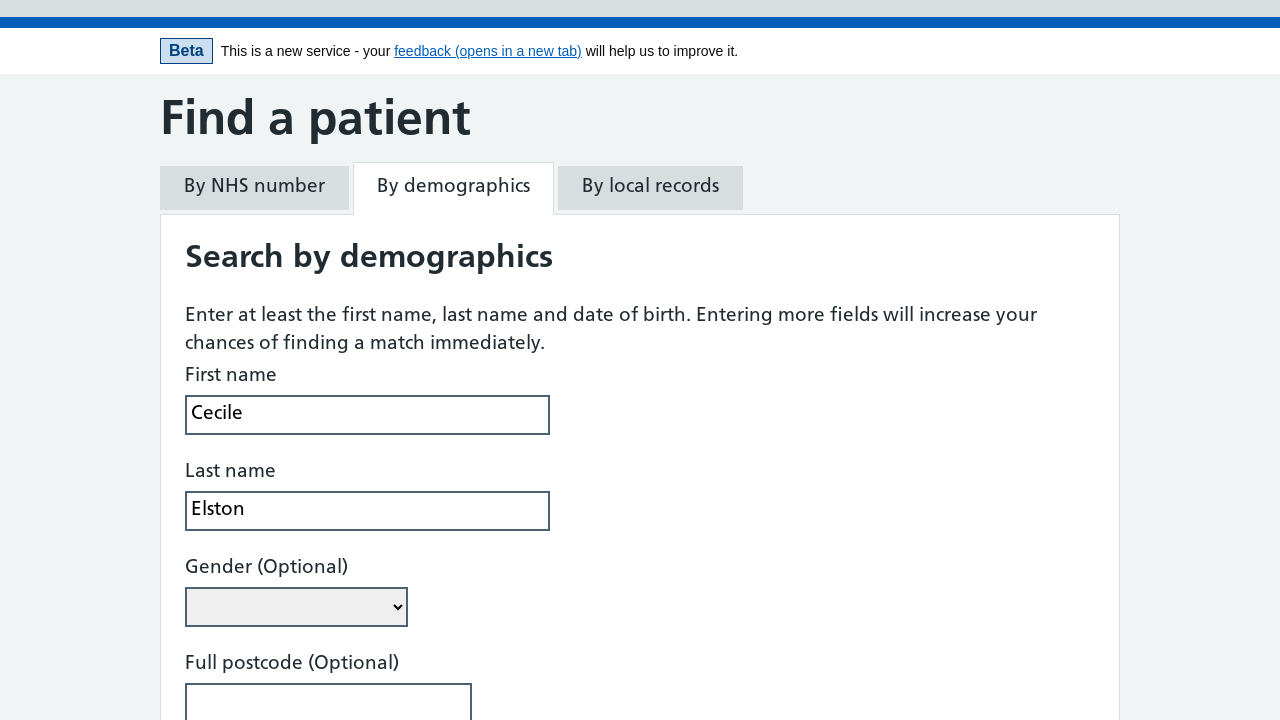 Beta This is a new service - your feedback (opens in a new tab) will help us to improve it.
Find a patient
By NHS number By demographics By local records
Search by demographics
Enter at least the first name, last name and date of birth. Entering more fields will increase your
chances of finding a match immediately.
First name
Cecile
Last name
Elston
Gender (Optional)
Full postcode (Optional)